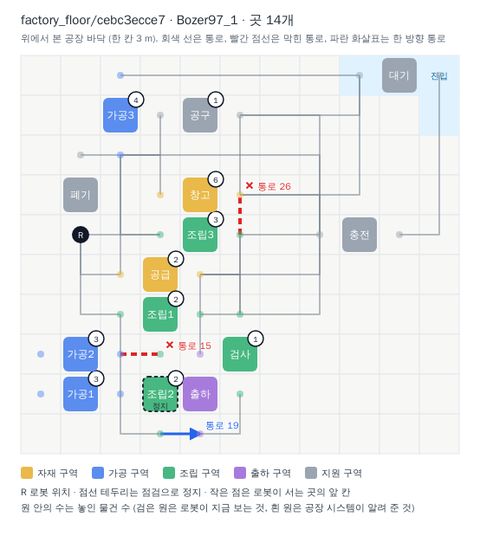 factory_floor/cebc3ecce7 · Bozer97_1 · 곳 14개
위에서 본 공장 바닥 (한 칸 3 m). 회색 선은 통로, 빨간 점선은 막힌 통로, 파란 화살표는 한 방향 통로
대기
전립
4
가공3
1
공구
6
폐기
창고
✖ 통로 26
3
R
조립3
충전
2
공급
2
조립1
✖ 통로 15
3
가공2
1
검사
3
가공1
2
조립2
정지
출하
통로 19
자재 구역
가공 구역
조립 구역
출하 구역
지원 구역
R 로봇 위치 · 점선 테두리는 점검으로 정지 · 작은 점은 로봇이 서는 곳의 앞 칸
원 안의 수는 놓인 물건 수 (검은 원은 로봇이 지금 보는 것, 흰 원은 공장 시스템이 알려 준 것)